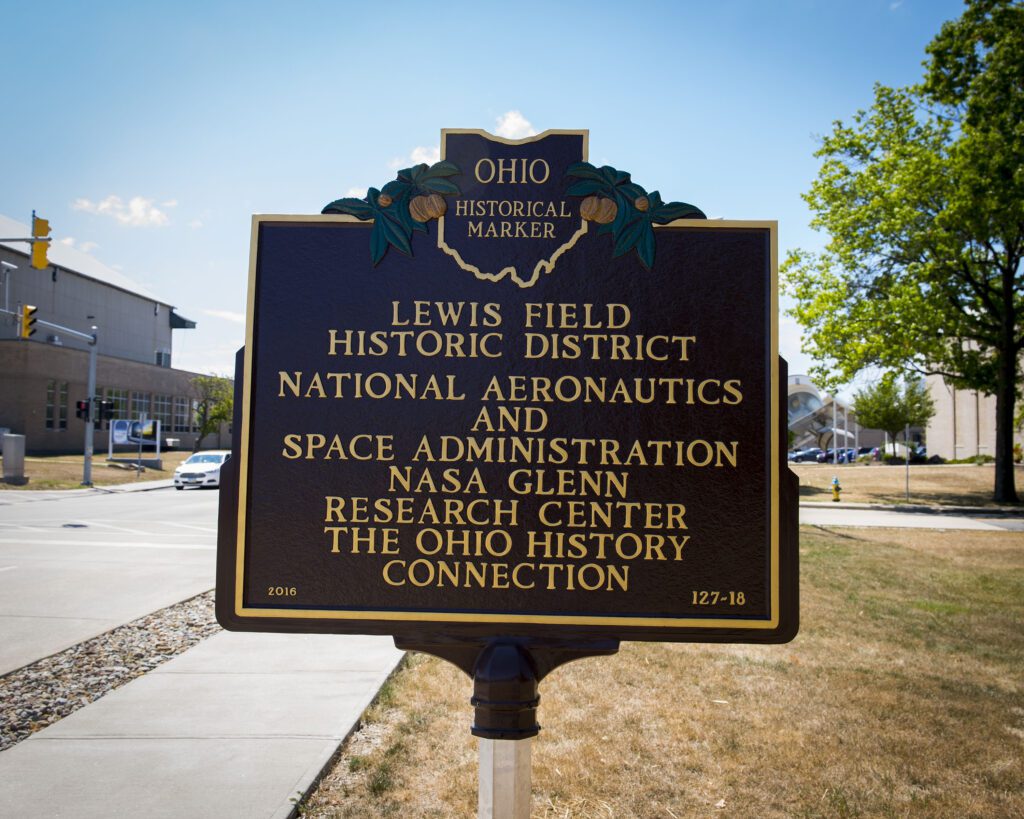 OHIO
HISTORICAL
MARKER
LEWIS FIELD
HISTORIC DISTRICT
NATIONAL AERONAUTICS
AND
SPACE ADMINISTRATION
NASA GLENN
RESEARCH CENTER
THE OHIO HISTORY
CONNECTION
2016 127-18